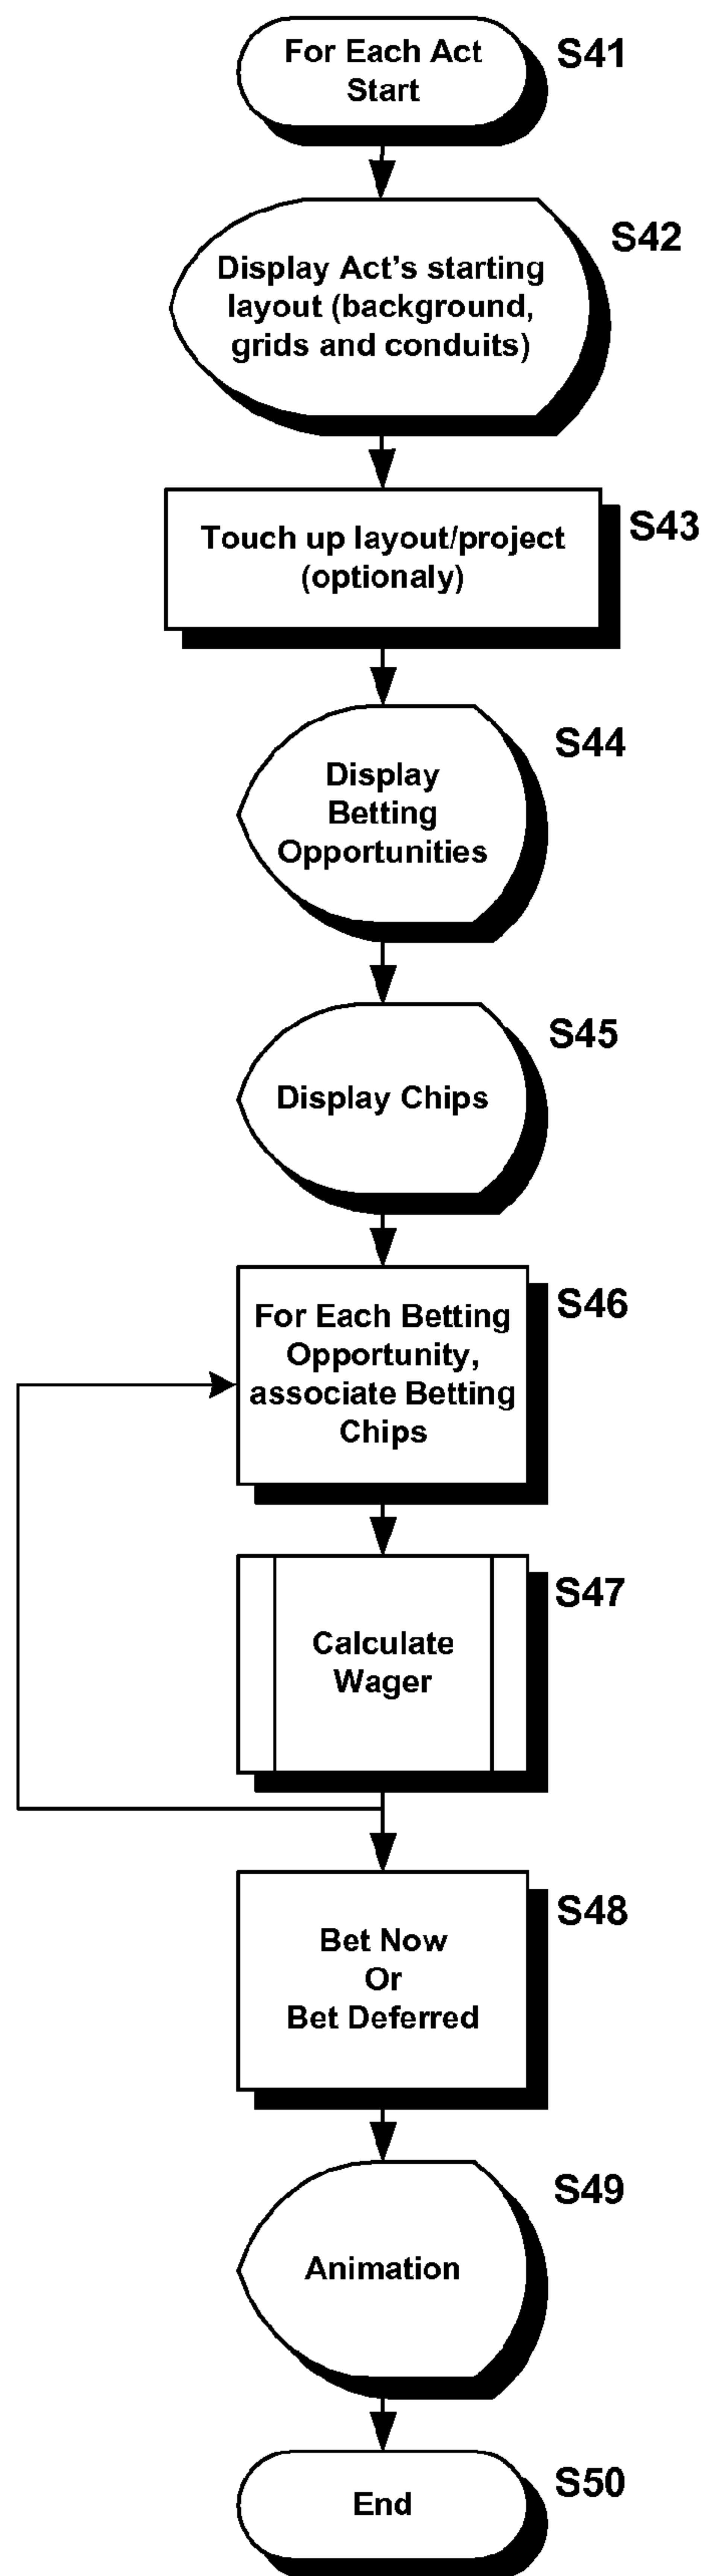 For Each Act
Start
S41
S42
Display Act's starting
layout (background,
grids and conduits)
S43
Touch up layout/project
(optionaly)
S44
Display
Betting
Opportunities
S45
Display Chips
S46
For Each Betting
Opportunity,
associate Betting
Chips
S47
Calculate
Wager
S48
Bet Now
Or
Bet Deferred
S49
Animation
S50
End